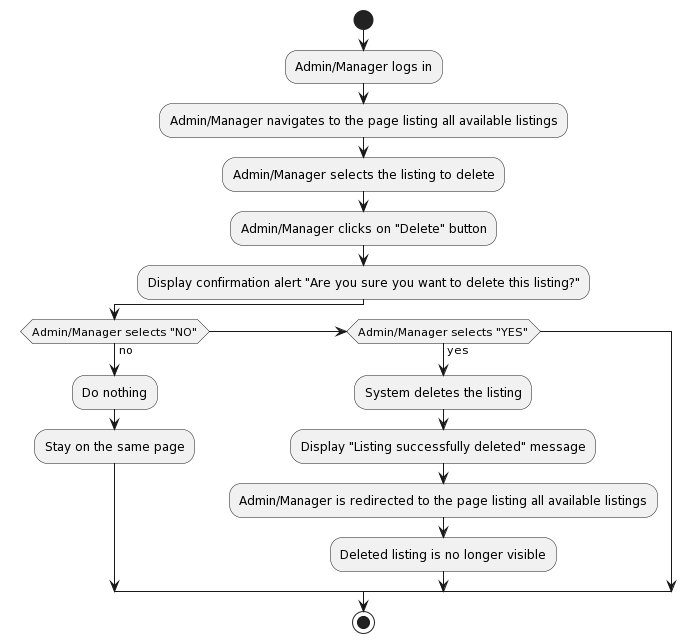 Admin/Manager logs in
Admin/Manager navigates to the page listing all available listings
Admin/Manager selects the listing to delete
Admin/Manager clicks on "Delete" button
Display confirmation alert "Are you sure you want to delete this listing?"
Admin/Manager selects "NO"
no
Do nothing
Stay on the same page
Admin/Manager selects "YES"
yes
System deletes the listing
Display "Listing successfully deleted" message
Admin/Manager is redirected to the page listing all available listings
Deleted listing is no longer visible